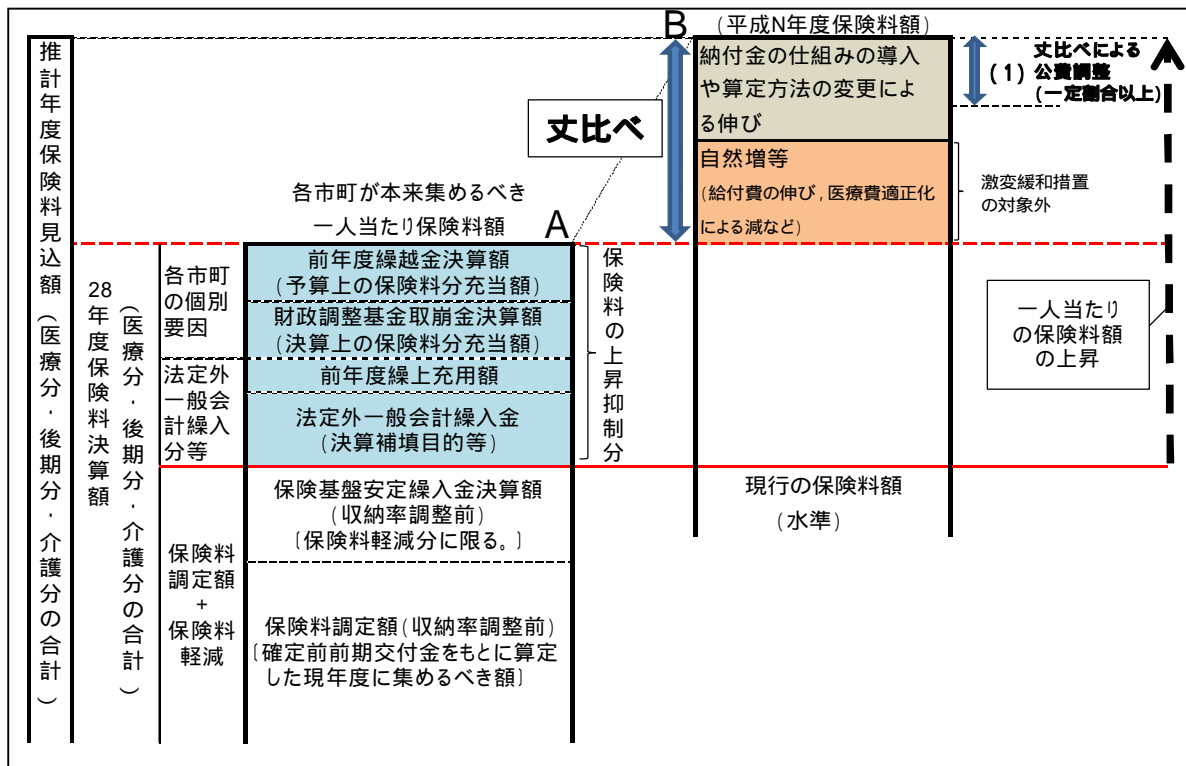 推計年度保険料見込額(医療分・後期分・介護分の合計)
28年度保険料決算額
(医療分・後期分・介護分の合計)
各市町
の個別
要因
法定外
一般会
計繰入
分等
保険料
調定額
+
保険料
軽減
各市町が本来集めるべき
一人当たり保険料額
A
前年度繰越金決算額
(予算上の保険料分充当額)
財政調整基金取崩金決算額
(決算上の保険料分充当額)
前年度繰上充用額
法定外一般会計繰入金
(決算補填目的等)
保険基盤安定繰入金決算額
(収納率調整前)
〔保険料軽減分に限る。〕
保険料調定額(収納率調整前)
〔確定前前期交付金をもとに算定
した現年度に集めるべき額〕
保険料の上昇抑制分
丈比べ
B
(平成N年度保険料額)
納付金の仕組みの導入
や算定方法の変更によ
る伸び
自然増等
(給付費の伸び,医療費適正化
による減など)
現行の保険料額
(水準)
(1)
丈比べによる
公費調整
(一定割合以上)
激変緩和措置
の対象外
一人当たり
の保険料額
の上昇